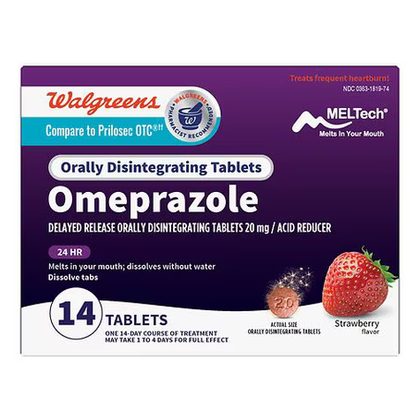 Treats frequent heartburn!
NDC 0363-1819-74
Walgreens
Compare to Prilosec OTC®††
WALGREENS
PHARMACIST RECOMMENDED
W
MELTech®
Melts In Your Mouth
Orally Disintegrating Tablets
Omeprazole
DELAYED RELEASE ORALLY DISINTEGRATING TABLETS 20 mg / ACID REDUCER
24 HR
Melts in your mouth; dissolves without water
Dissolve tabs
20
14 TABLETS
ONE 14-DAY COURSE OF TREATMENT
MAY TAKE 1 TO 4 DAYS FOR FULL EFFECT
ACTUAL SIZE
ORALLY DISINTEGRATING TABLETS
Strawberry
flavor